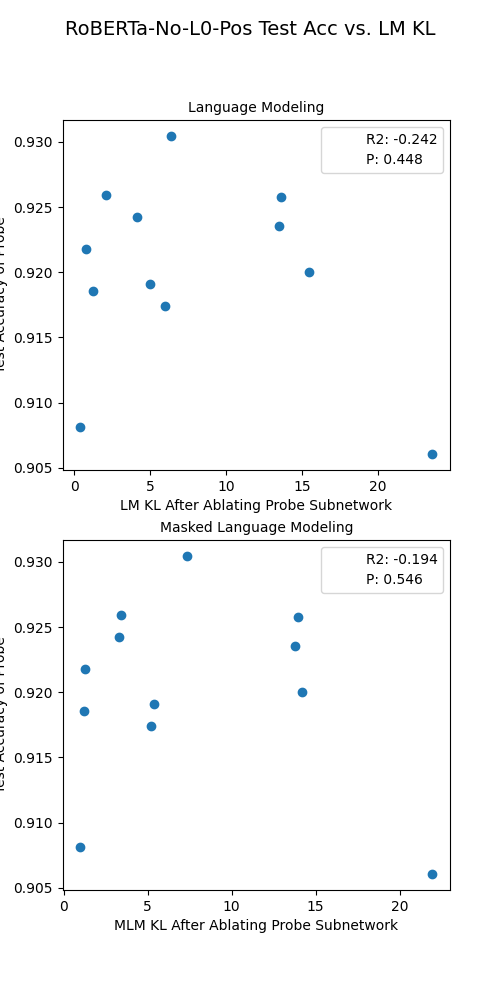 RoBERTa-No-L0-Pos Test Acc vs. LM KL
Language Modeling
R2: -0.242
P: 0.448
0.930
0.925
0.920
0.915
0.910
0.905
Test Accuracy of Probe
0
5
10
15
20
LM KL After Ablating Probe Subnetwork
Masked Language Modeling
R2: -0.194
P: 0.546
0.930
0.925
0.920
0.915
0.910
0.905
Test Accuracy of Probe
0
5
10
15
20
MLM KL After Ablating Probe Subnetwork